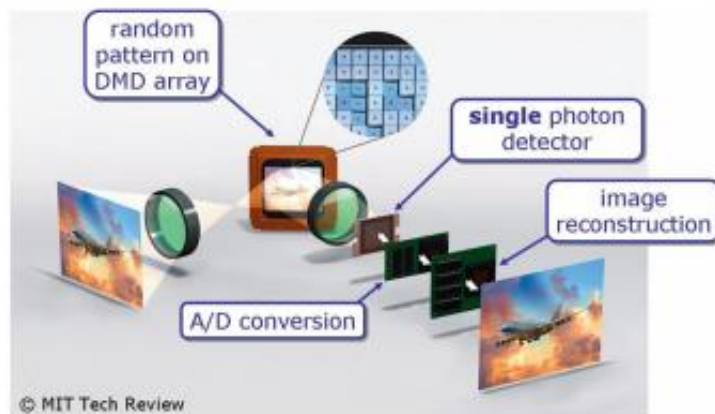 random
pattern on
DMD array
single photon
detector
image
reconstruction
A/D conversion
© MIT Tech Review